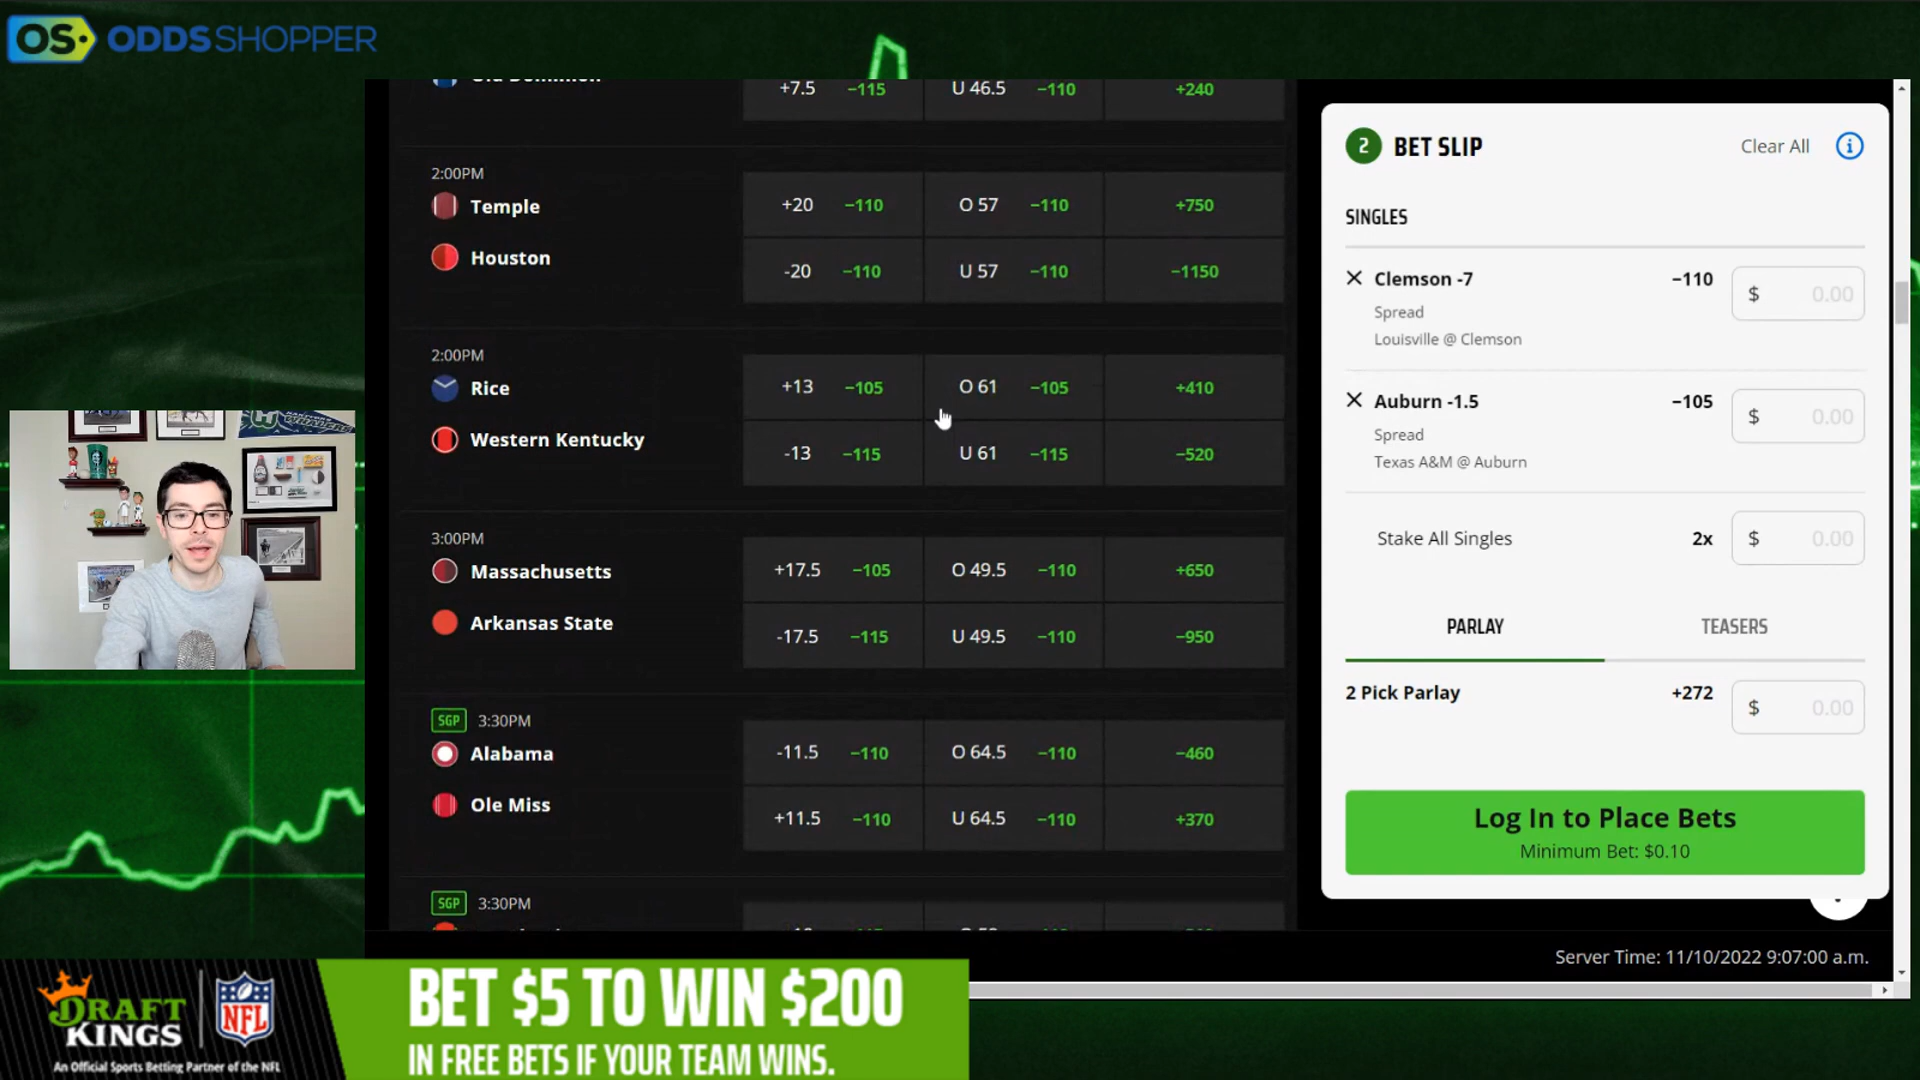 OS ODDSSHOPPER
Old Dominion +7.5 −115 U 46.5 −110 +240
2:00PM
Temple +20 −110 O 57 −110 +750
Houston -20 −110 U 57 −110 −1150
2:00PM
Rice +13 −105 O 61 −105 +410
Western Kentucky -13 −115 U 61 −115 −520
3:00PM
Massachusetts +17.5 −105 O 49.5 −110 +650
Arkansas State -17.5 −115 U 49.5 −110 −950
SGP 3:30PM
Alabama -11.5 −110 O 64.5 −110 −460
Ole Miss +11.5 −110 U 64.5 −110 +370
SGP 3:30PM
2 BET SLIP Clear All
SINGLES
Clemson -7 −110 $ 0.00
Spread
Louisville @ Clemson
Auburn -1.5 −105 $ 0.00
Spread
Texas A&M @ Auburn
Stake All Singles 2x $ 0.00
PARLAY TEASERS
2 Pick Parlay +272 $ 0.00
Log In to Place Bets
Minimum Bet: $0.10
Server Time: 11/10/2022 9:07:00 a.m.
WHALERS
DRAFT
KINGS
NFL
An Official Sports Betting Partner of the NFL
BET $5 TO WIN $200
IN FREE BETS IF YOUR TEAM WINS.